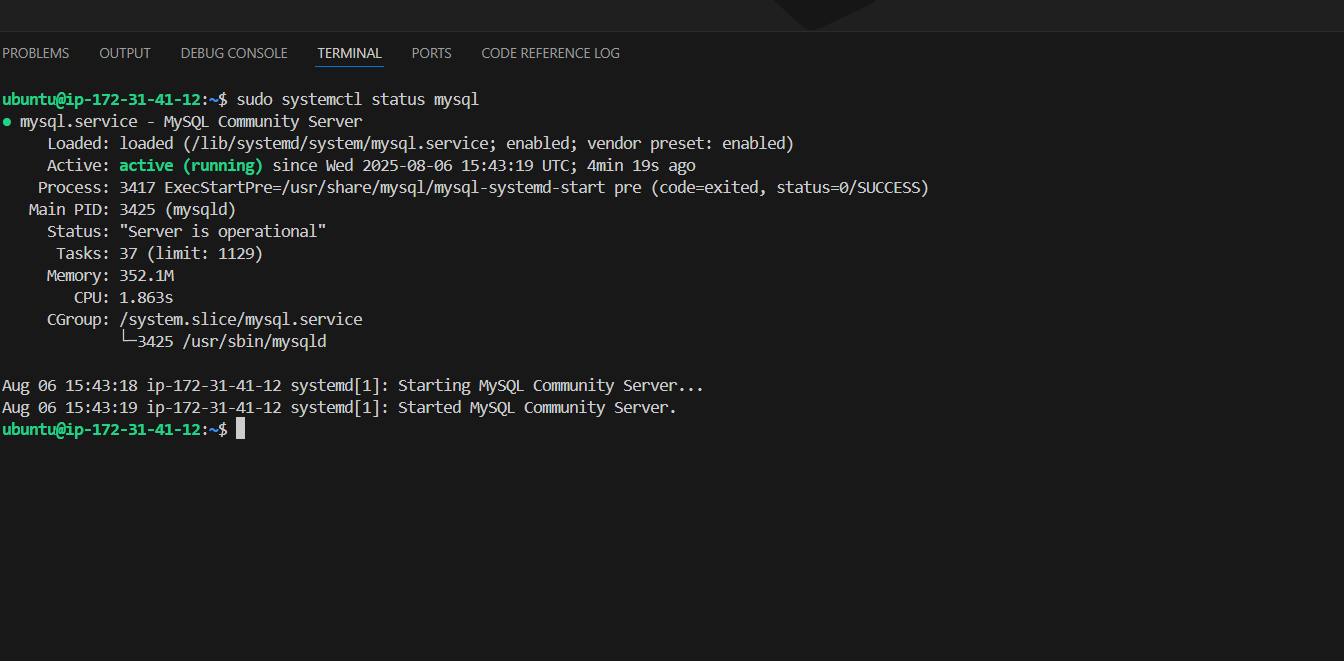 PROBLEMS OUTPUT DEBUG CONSOLE TERMINAL PORTS CODE REFERENCE LOG
ubuntu@ip-172-31-41-12:~$ sudo systemctl status mysql
● mysql.service - MySQL Community Server
Loaded: loaded (/lib/systemd/system/mysql.service; enabled; vendor preset: enabled)
Active: active (running) since Wed 2025-08-06 15:43:19 UTC; 4min 19s ago
Process: 3417 ExecStartPre=/usr/share/mysql/mysql-systemd-start pre (code=exited, status=0/SUCCESS)
Main PID: 3425 (mysqld)
Status: "Server is operational"
Tasks: 37 (limit: 1129)
Memory: 352.1M
CPU: 1.863s
CGroup: /system.slice/mysql.service
└─3425 /usr/sbin/mysqld
Aug 06 15:43:18 ip-172-31-41-12 systemd[1]: Starting MySQL Community Server...
Aug 06 15:43:19 ip-172-31-41-12 systemd[1]: Started MySQL Community Server.
ubuntu@ip-172-31-41-12:~$